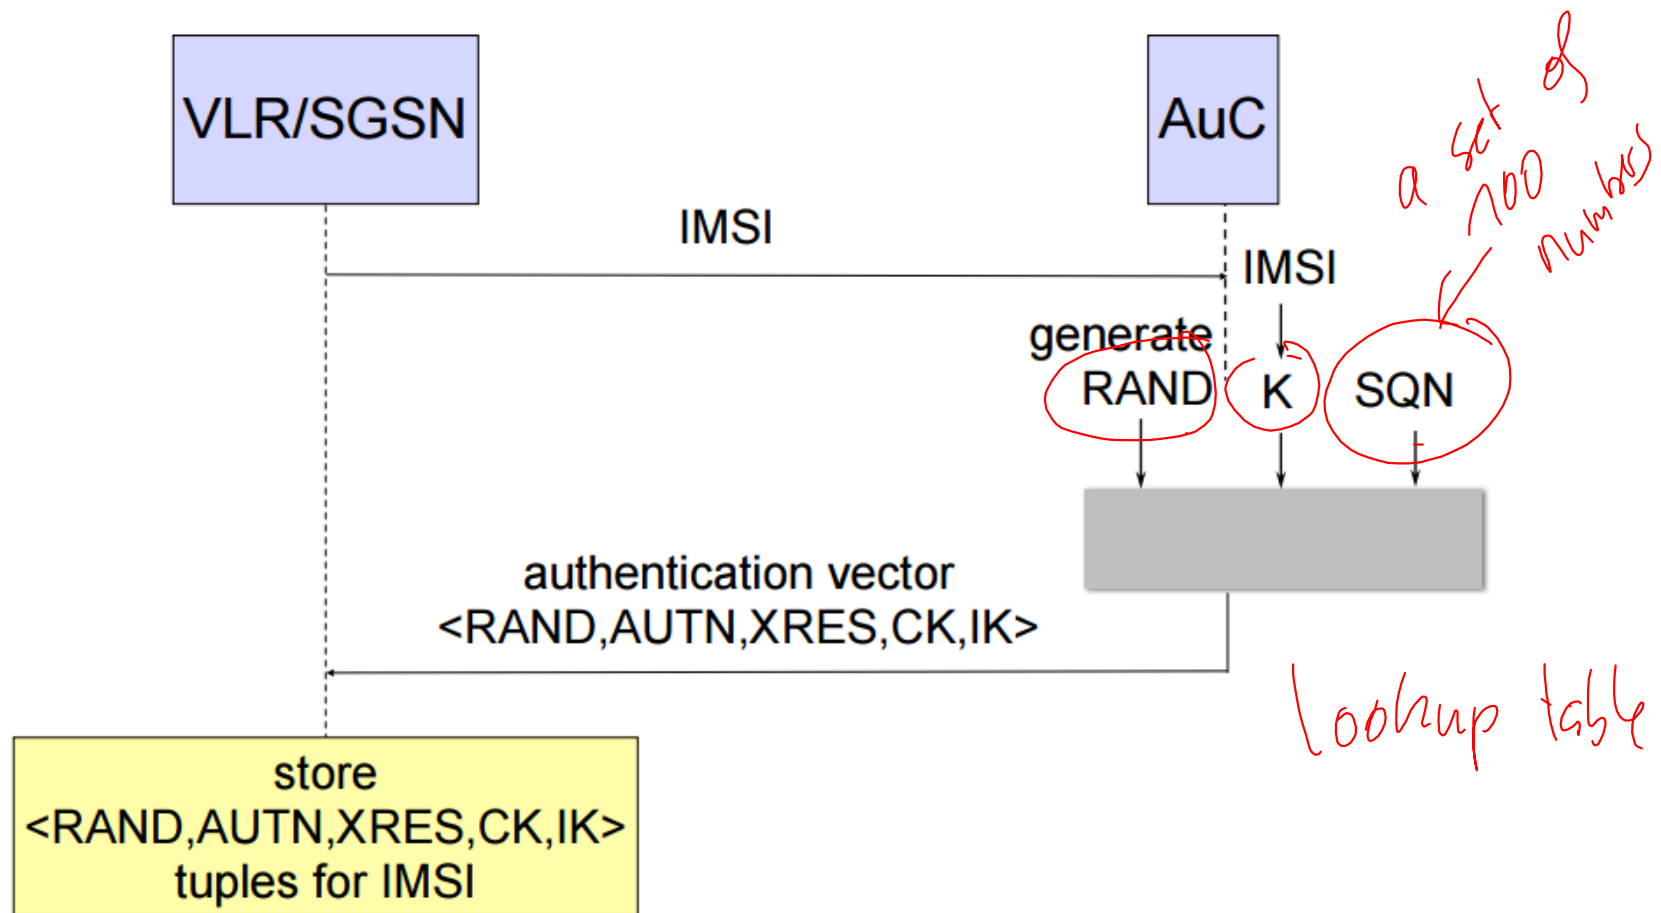 VLR/SGSN
AuC
a set of
100
numbers
IMSI
IMSI
generate
RAND
K
SQN
authentication vector
<RAND,AUTN,XRES,CK,IK>
lookup table
store
<RAND,AUTN,XRES,CK,IK>
tuples for IMSI